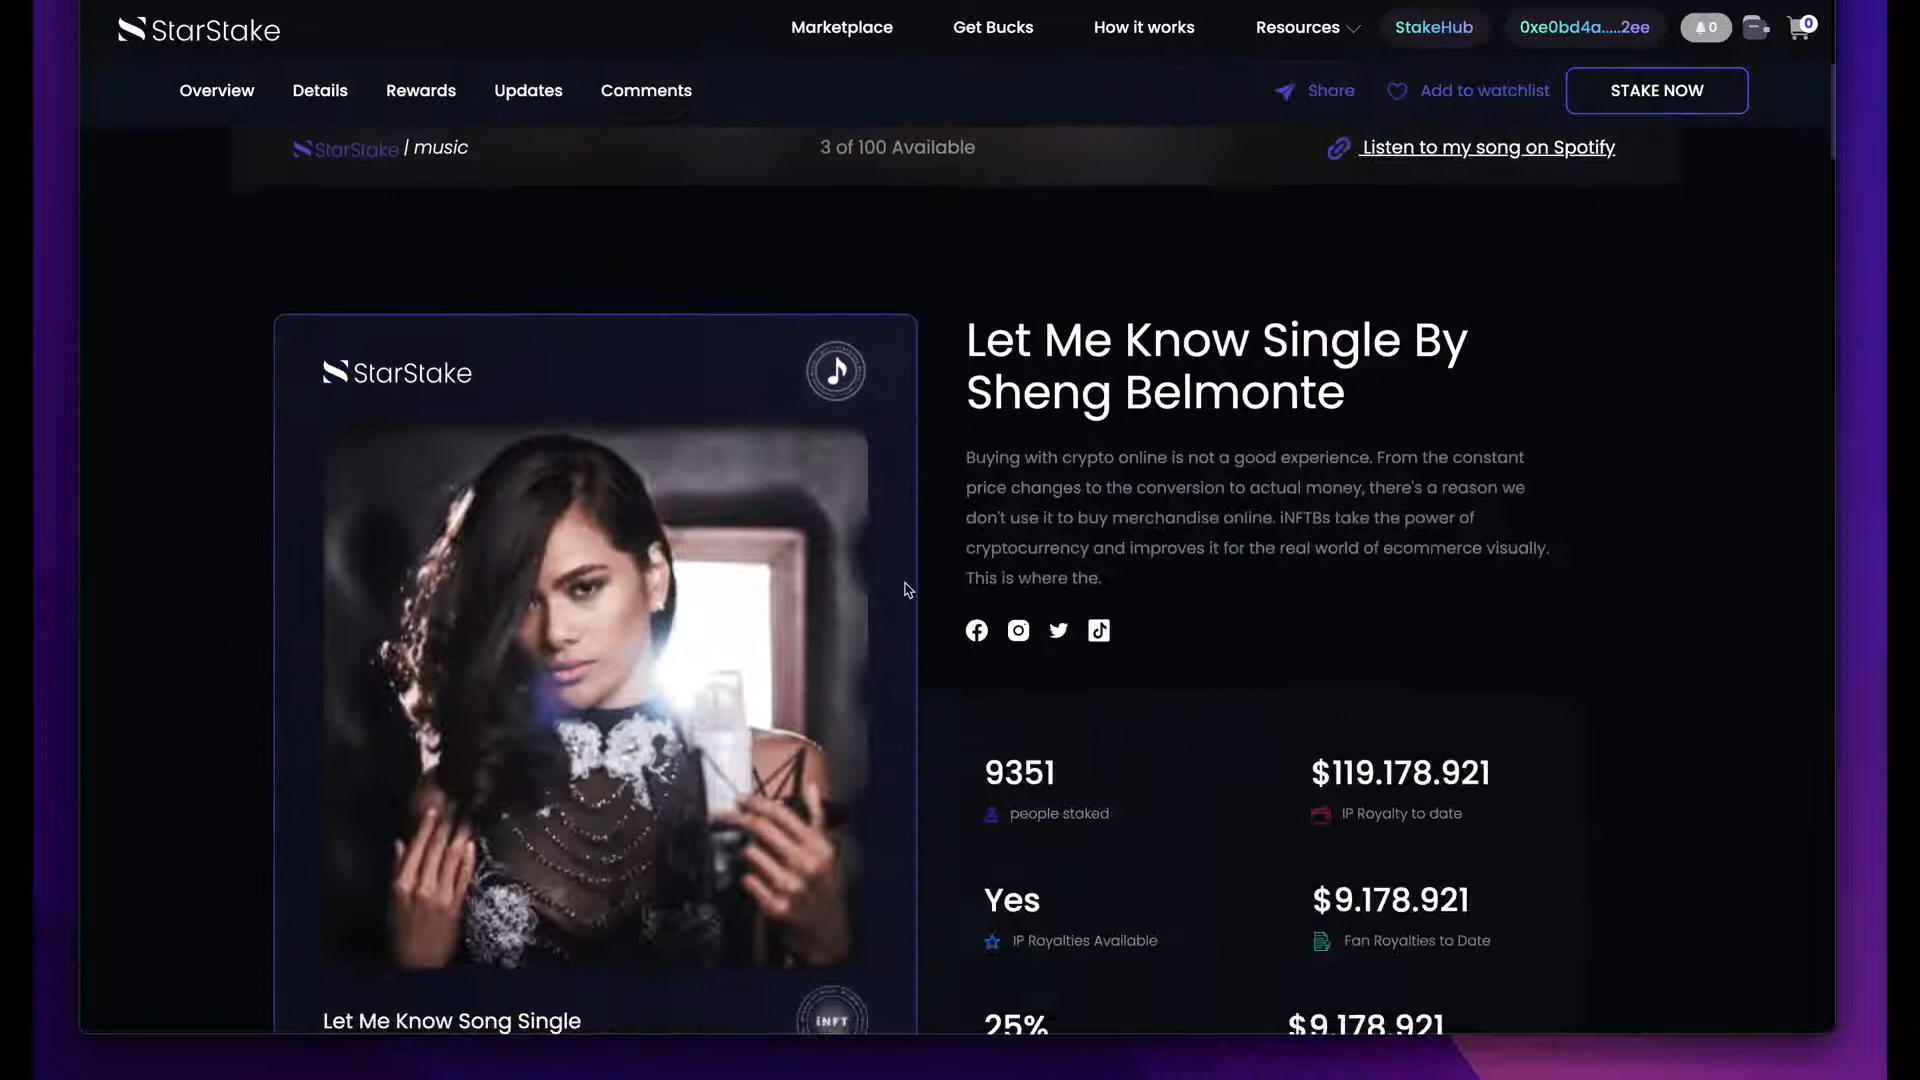 StarStake
Marketplace
Get Bucks
How it works
Resources
StakeHub
0xe0bd4a.....2ee
0
0
Overview
Details
Rewards
Updates
Comments
Share
Add to watchlist
STAKE NOW
StarStake | music
3 of 100 Available
Listen to my song on Spotify
StarStake
Let Me Know Single By
Sheng Belmonte
Buying with crypto online is not a good experience. From the constant
price changes to the conversion to actual money, there's a reason we
don't use it to buy merchandise online. iNFTBs take the power of
cryptocurrency and improves it for the real world of ecommerce visually.
This is where the.
9351
people staked
$119.178.921
IP Royalty to date
Yes
IP Royalties Available
$9.178.921
Fan Royalties to Date
Let Me Know Song Single
iNFT
25%
$9.178.921